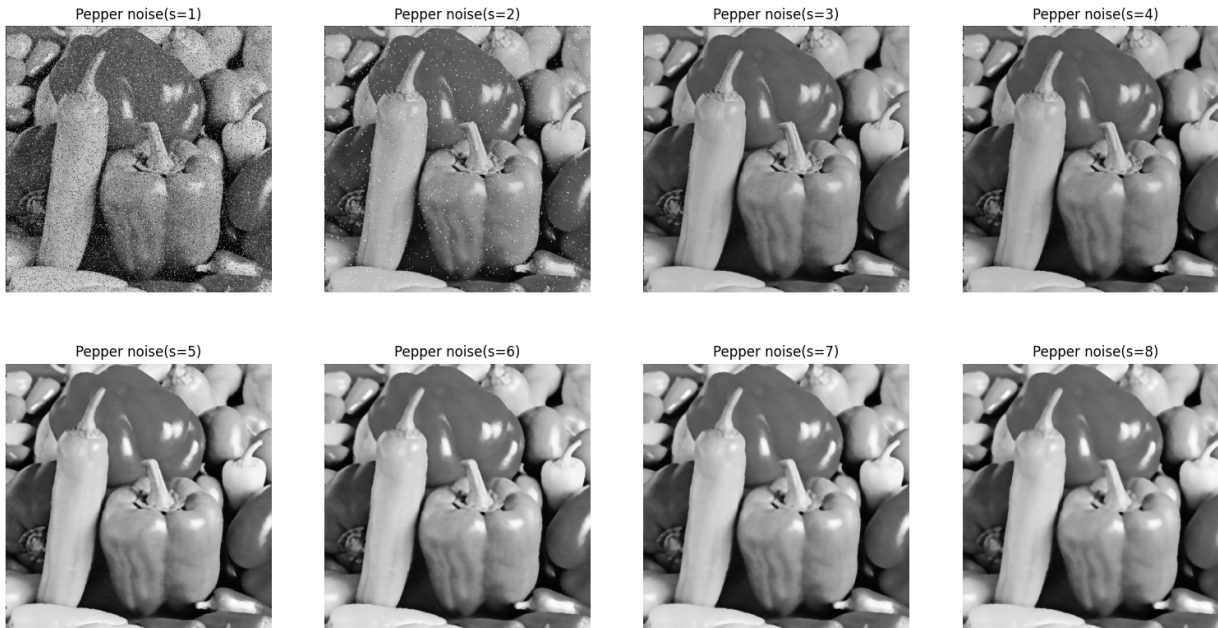 Pepper noise(s=1)
Pepper noise(s=2)
Pepper noise(s=3)
Pepper noise(s=4)
Pepper noise(s=5)
Pepper noise(s=6)
Pepper noise(s=7)
Pepper noise(s=8)